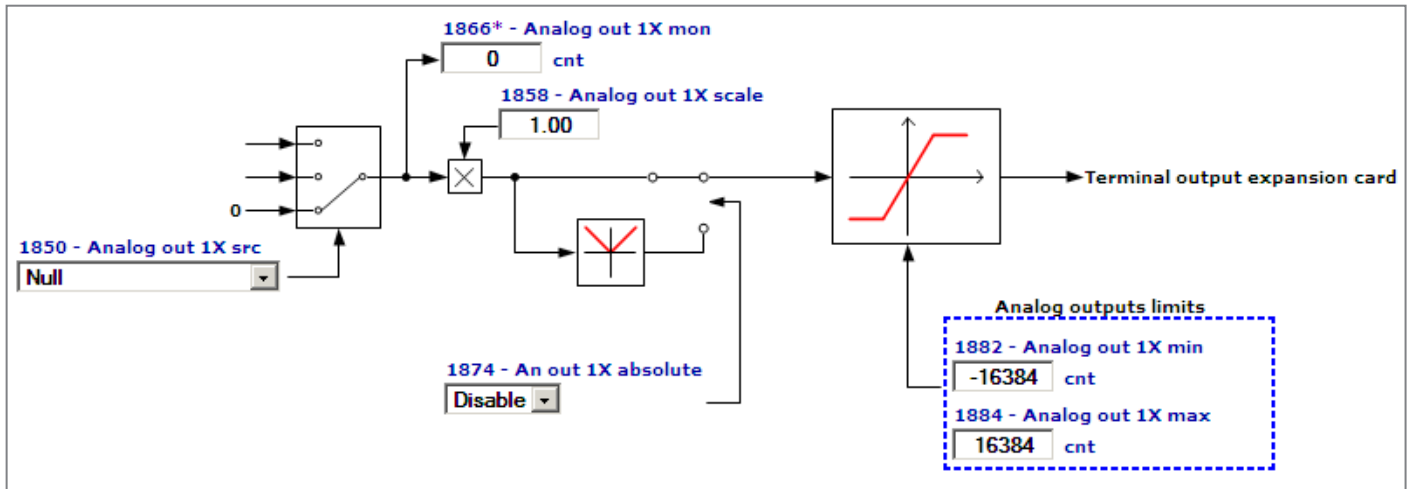 1866* - Analog out 1X mon
0 cnt
1858 - Analog out 1X scale
1.00
0
1850 - Analog out 1X src
Null
Terminal output expansion card
1874 - An out 1X absolute
Disable
Analog outputs limits
1882 - Analog out 1X min
-16384 cnt
1884 - Analog out 1X max
16384 cnt